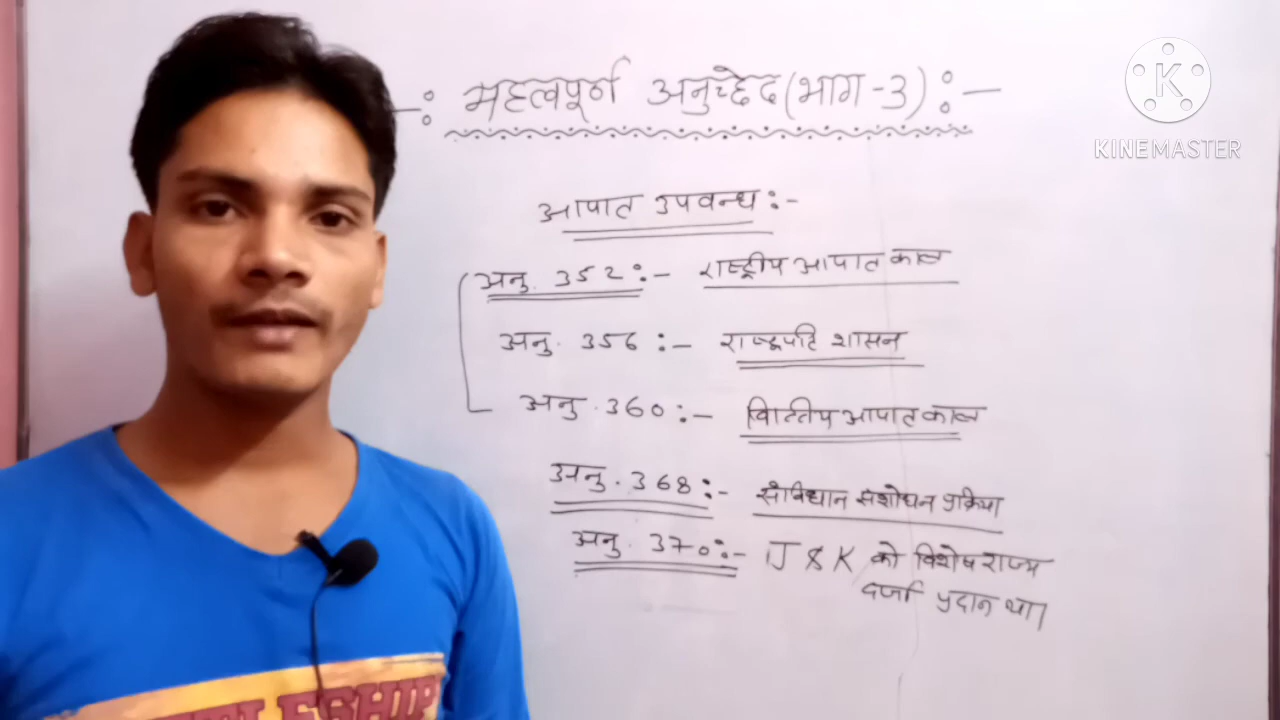 -: महत्वपूर्ण अनुच्छेद (भाग -3) :-
K
KINEMASTER
आपात उपवन्ध :-
अनु. 352 :- राष्ट्रीय आपात काल
अनु. 356 :- राष्ट्रपति शासन
अनु. 360 :- वित्तिय आपात काल
अनु. 368 :- संविधान संशोधन प्रक्रिया
अनु. 370 :- J & K को विशेष राज्य
दर्जा प्रदान था।